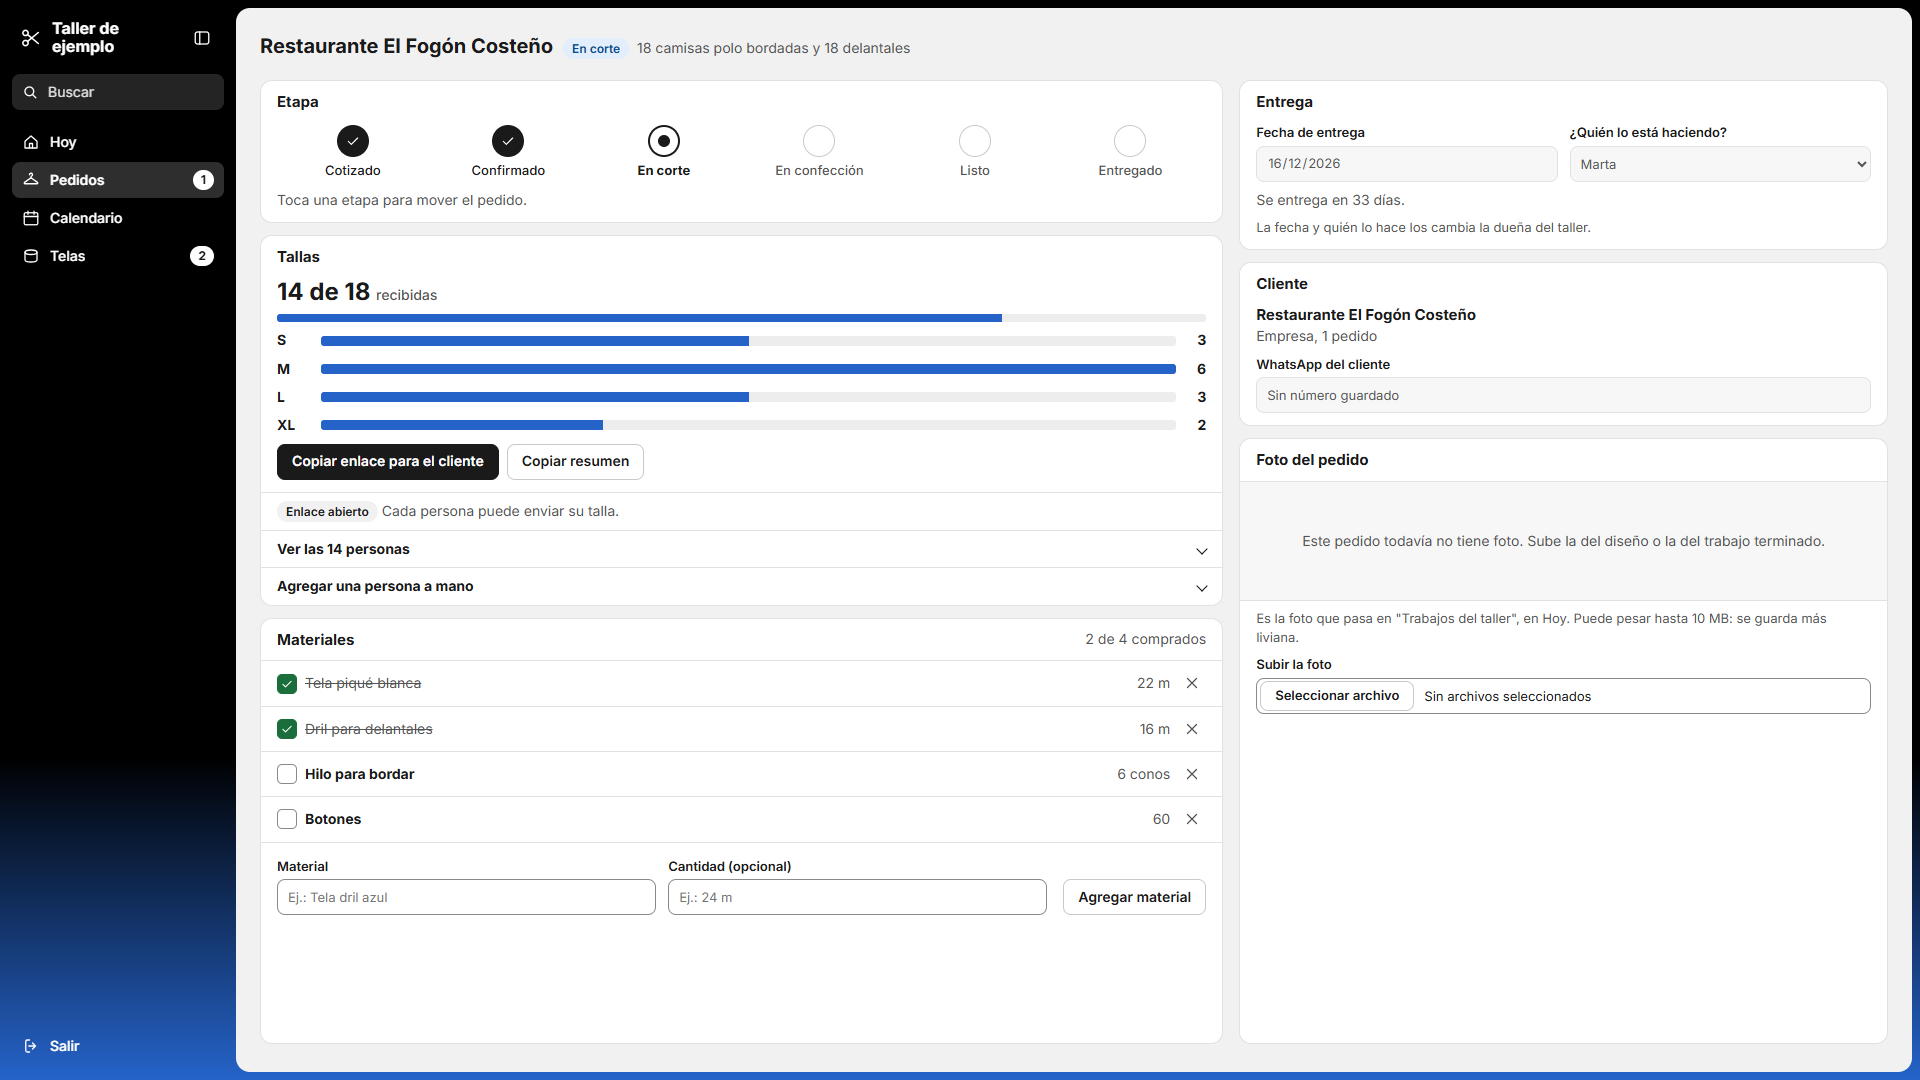 Taller de
ejemplo
Buscar
Hoy
Pedidos 1
Calendario
Telas 2
Salir
Restaurante El Fogón Costeño En corte 18 camisas polo bordadas y 18 delantales
Etapa
Cotizado Confirmado En corte En confección Listo Entregado
Toca una etapa para mover el pedido.
Tallas
14 de 18 recibidas
S 3
M 6
L 3
XL 2
Copiar enlace para el cliente Copiar resumen
Enlace abierto Cada persona puede enviar su talla.
Ver las 14 personas
Agregar una persona a mano
Materiales 2 de 4 comprados
Tela piqué blanca 22 m
Dril para delantales 16 m
Hilo para bordar 6 conos
Botones 60
Material Cantidad (opcional)
Ej.: Tela dril azul Ej.: 24 m Agregar material
Entrega
Fecha de entrega ¿Quién lo está haciendo?
16/12/2026 Marta
Se entrega en 33 días.
La fecha y quién lo hace los cambia la dueña del taller.
Cliente
Restaurante El Fogón Costeño
Empresa, 1 pedido
WhatsApp del cliente
Sin número guardado
Foto del pedido
Este pedido todavía no tiene foto. Sube la del diseño o la del trabajo terminado.
Es la foto que pasa en "Trabajos del taller", en Hoy. Puede pesar hasta 10 MB: se guarda más
liviana.
Subir la foto
Seleccionar archivo Sin archivos seleccionados